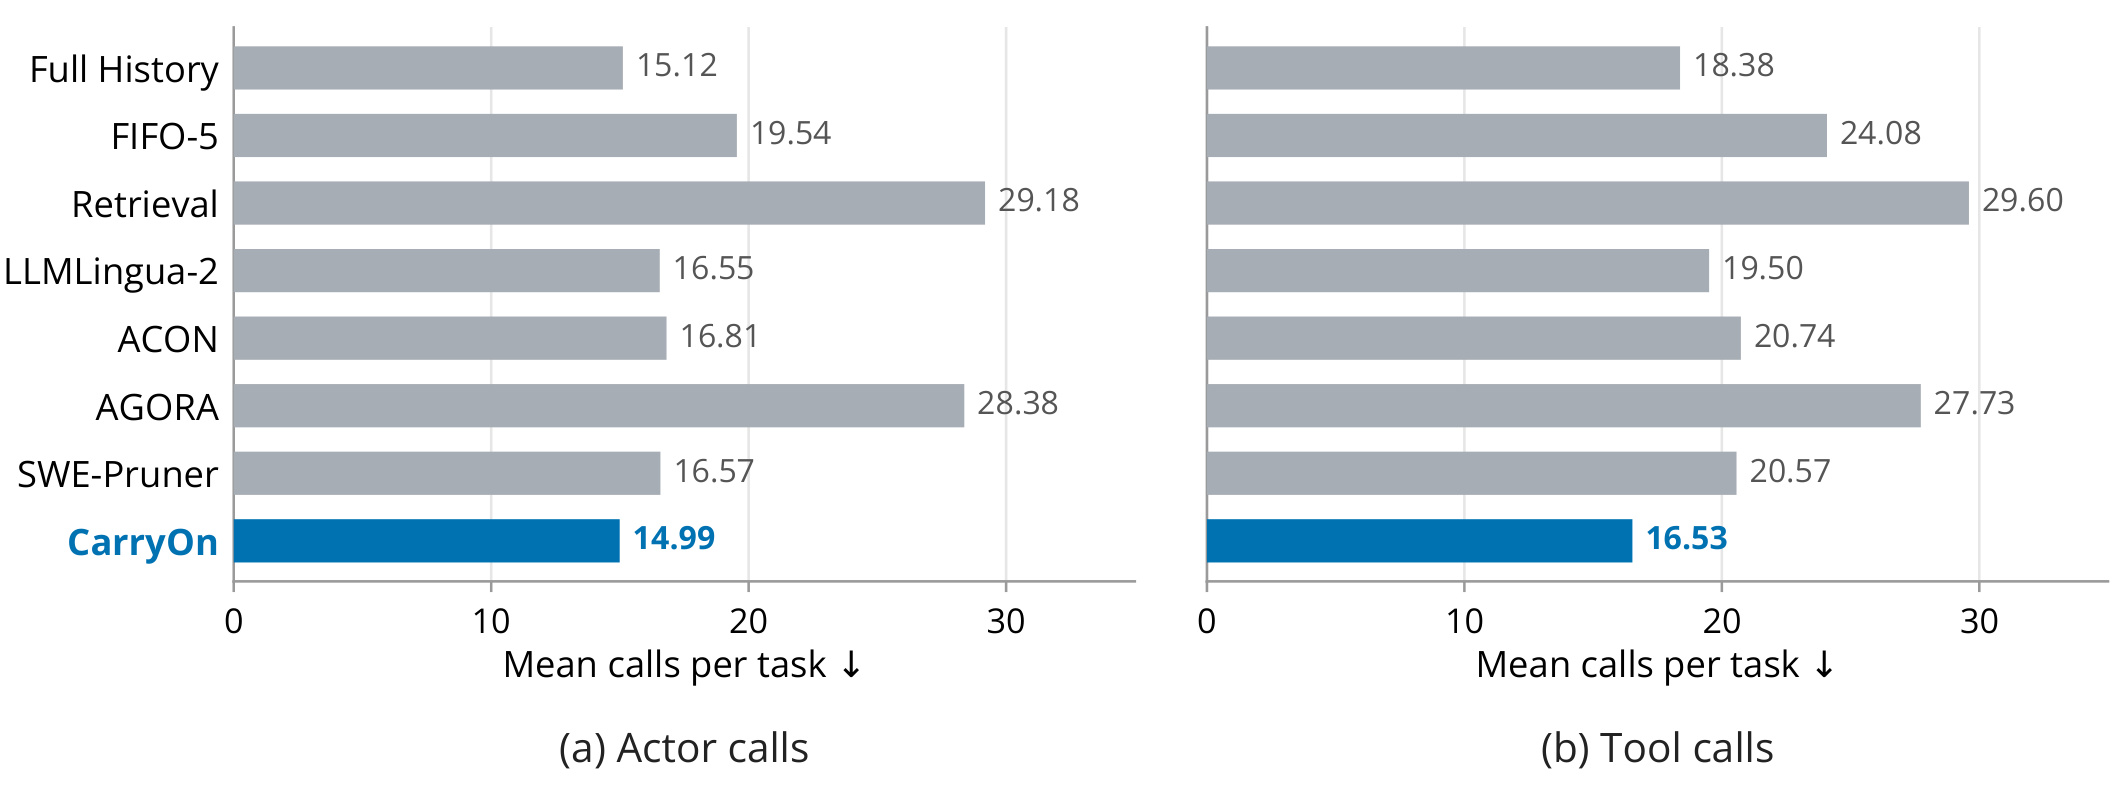 Full History 15.12 18.38
FIFO-5 19.54 24.08
Retrieval 29.18 29.60
LLMLingua-2 16.55 19.50
ACON 16.81 20.74
AGORA 28.38 27.73
SWE-Pruner 16.57 20.57
CarryOn 14.99 16.53
0 10 20 30 0 10 20 30
Mean calls per task ↓ Mean calls per task ↓
(a) Actor calls (b) Tool calls